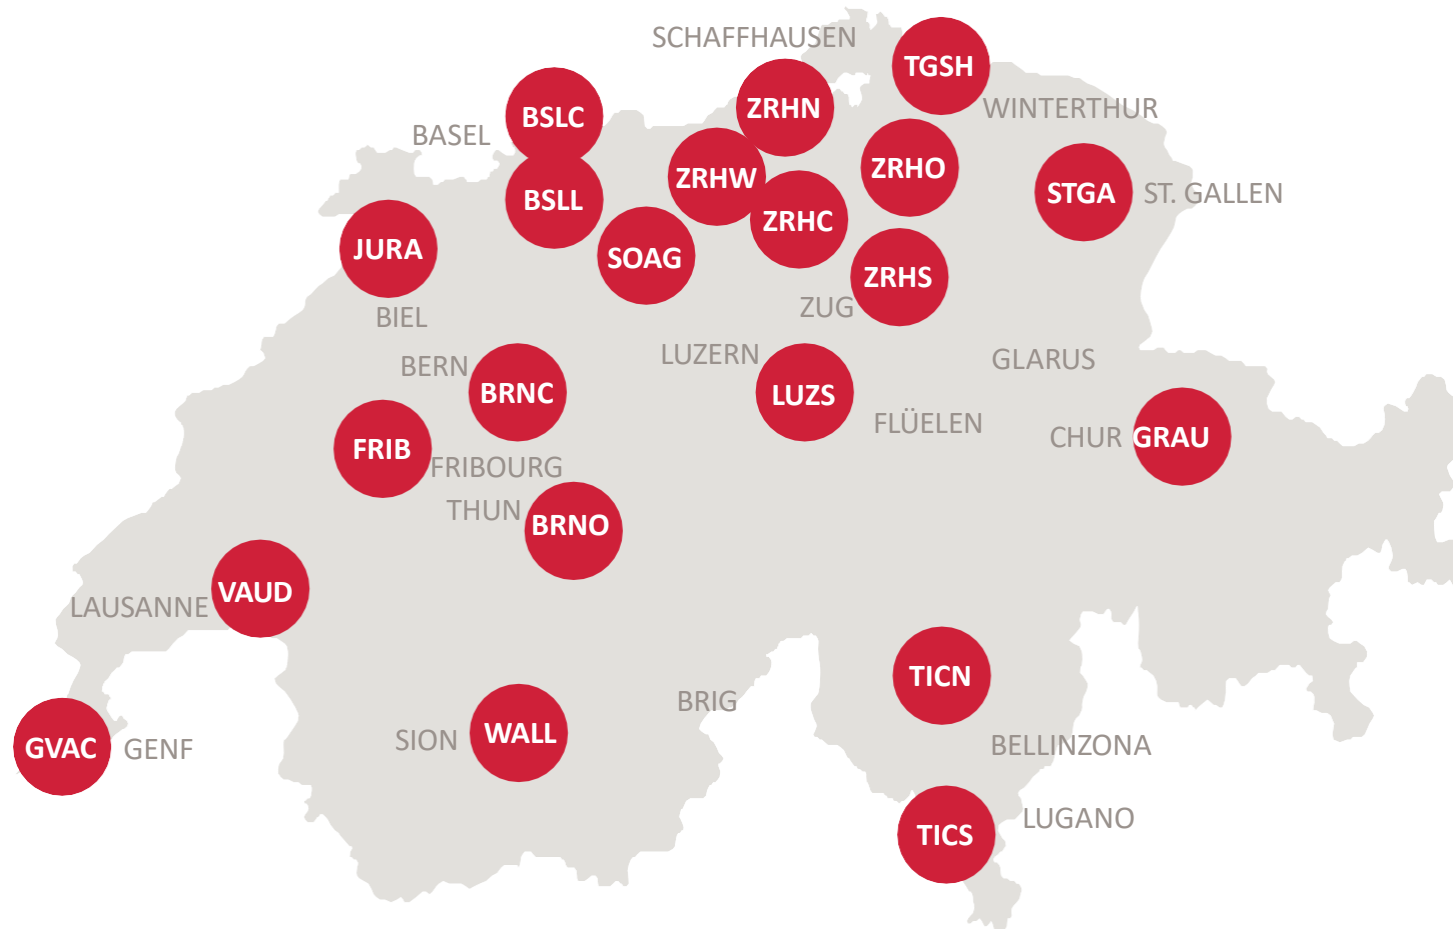 SCHAFFHAUSEN
TGSH
ZRHN
WINTERTHUR
BSLC
BASEL
ZRHO
ZRHW
STGA
ST. GALLEN
BSLL
ZRHC
JURA
SOAG
ZRHS
ZUG
BIEL
LUZERN
GLARUS
BERN
BRNC
LUZS
FLÜELEN
CHUR
GRAU
FRIB
FRIBOURG
THUN
BRNO
VAUD
LAUSANNE
TICN
BRIG
WALL
SION
GVAC
GENF
BELLINZONA
LUGANO
TICS